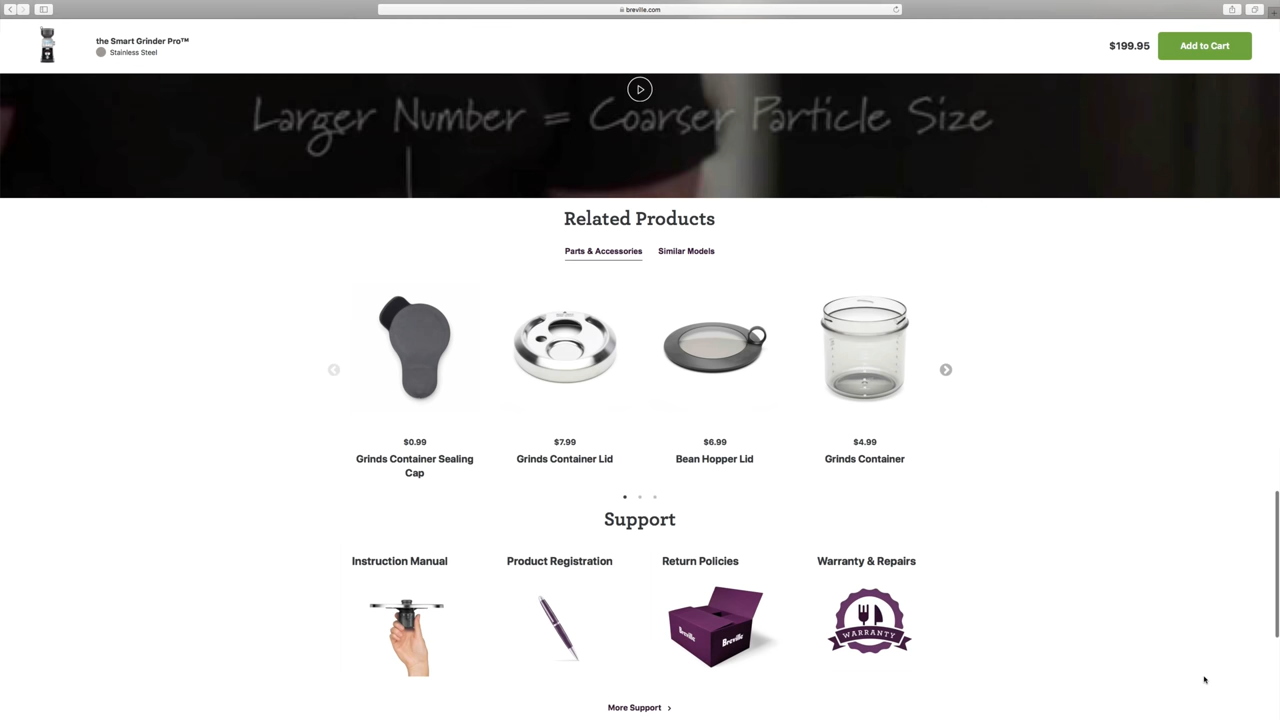 breville.com
the Smart Grinder Pro™
Stainless Steel
$199.95
Add to Cart
Larger Number = Coarser Particle Size
Related Products
Parts & Accessories
Similar Models
$0.99
Grinds Container Sealing
Cap
$7.99
Grinds Container Lid
$6.99
Bean Hopper Lid
$4.99
Grinds Container
Support
Instruction Manual
Product Registration
Return Policies
Warranty & Repairs
Breville
Breville
WARRANTY
More Support